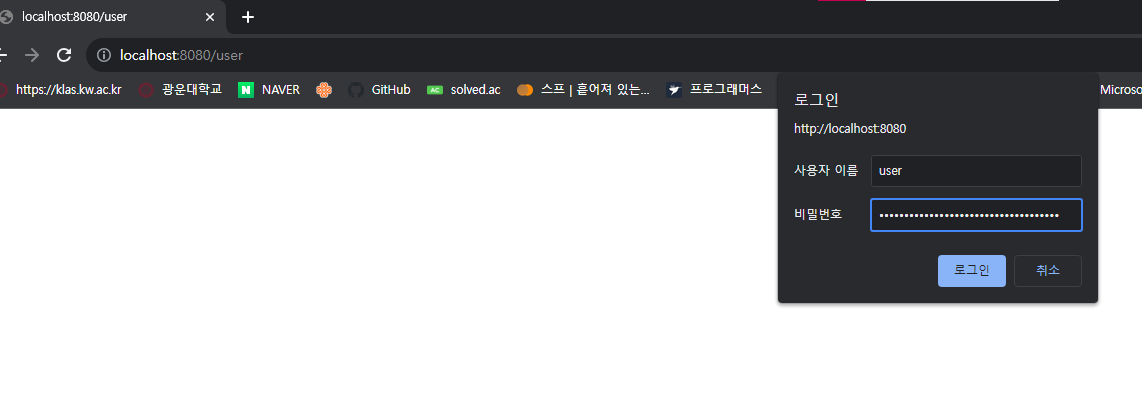 localhost:8080/user
localhost:8080/user
https://klas.kw.ac.kr 광운대학교 N NAVER GitHub AC solved.ac 스프 | 흩어져 있는... 프로그래머스 Microso
로그인
http://localhost:8080
사용자 이름 user
비밀번호 ••••••••••••••••••••••••••••••••••••
로그인 취소